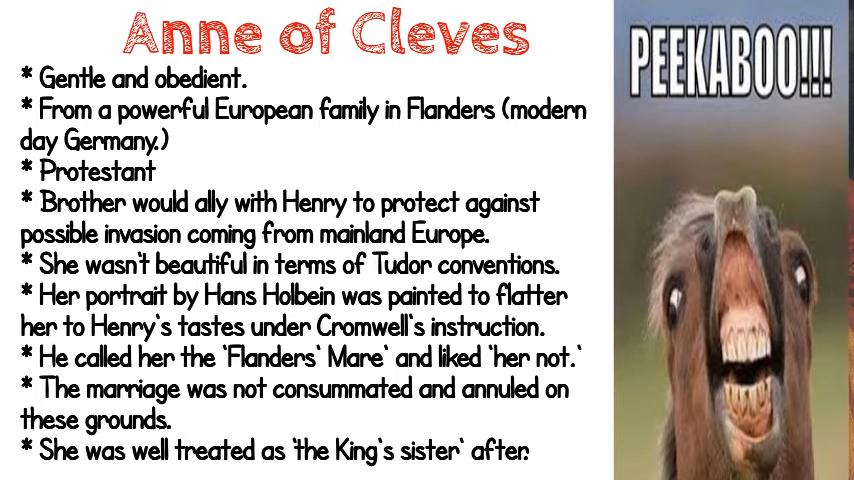 Anne of Cleves
* Gentle and obedient.
* From a powerful European family in Flanders (modern
day Germany.)
* Protestant
* Brother would ally with Henry to protect against
possible invasion coming from mainland Europe.
* She wasn't beautiful in terms of Tudor conventions.
* Her portrait by Hans Holbein was painted to flatter
her to Henry's tastes under Cromwell's instruction.
* He called her the 'Flanders' Mare' and liked 'her not.'
* The marriage was not consummated and annuled on
these grounds.
* She was well treated as 'the King's sister' after.
PEEKABOO!!!